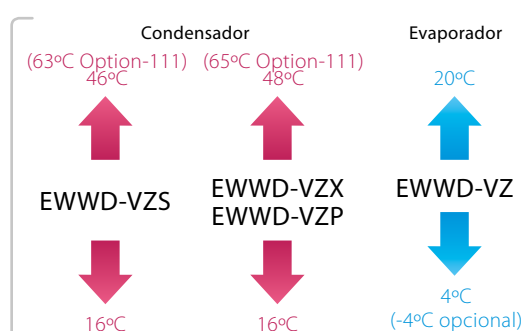 Condensador Evaporador
(63ºC Option-111) (65ºC Option-111)
46ºC 48ºC 20ºC
EWWD-VZS EWWD-VZX EWWD-VZ
EWWD-VZP
4ºC
16ºC 16ºC (-4ºC opcional)